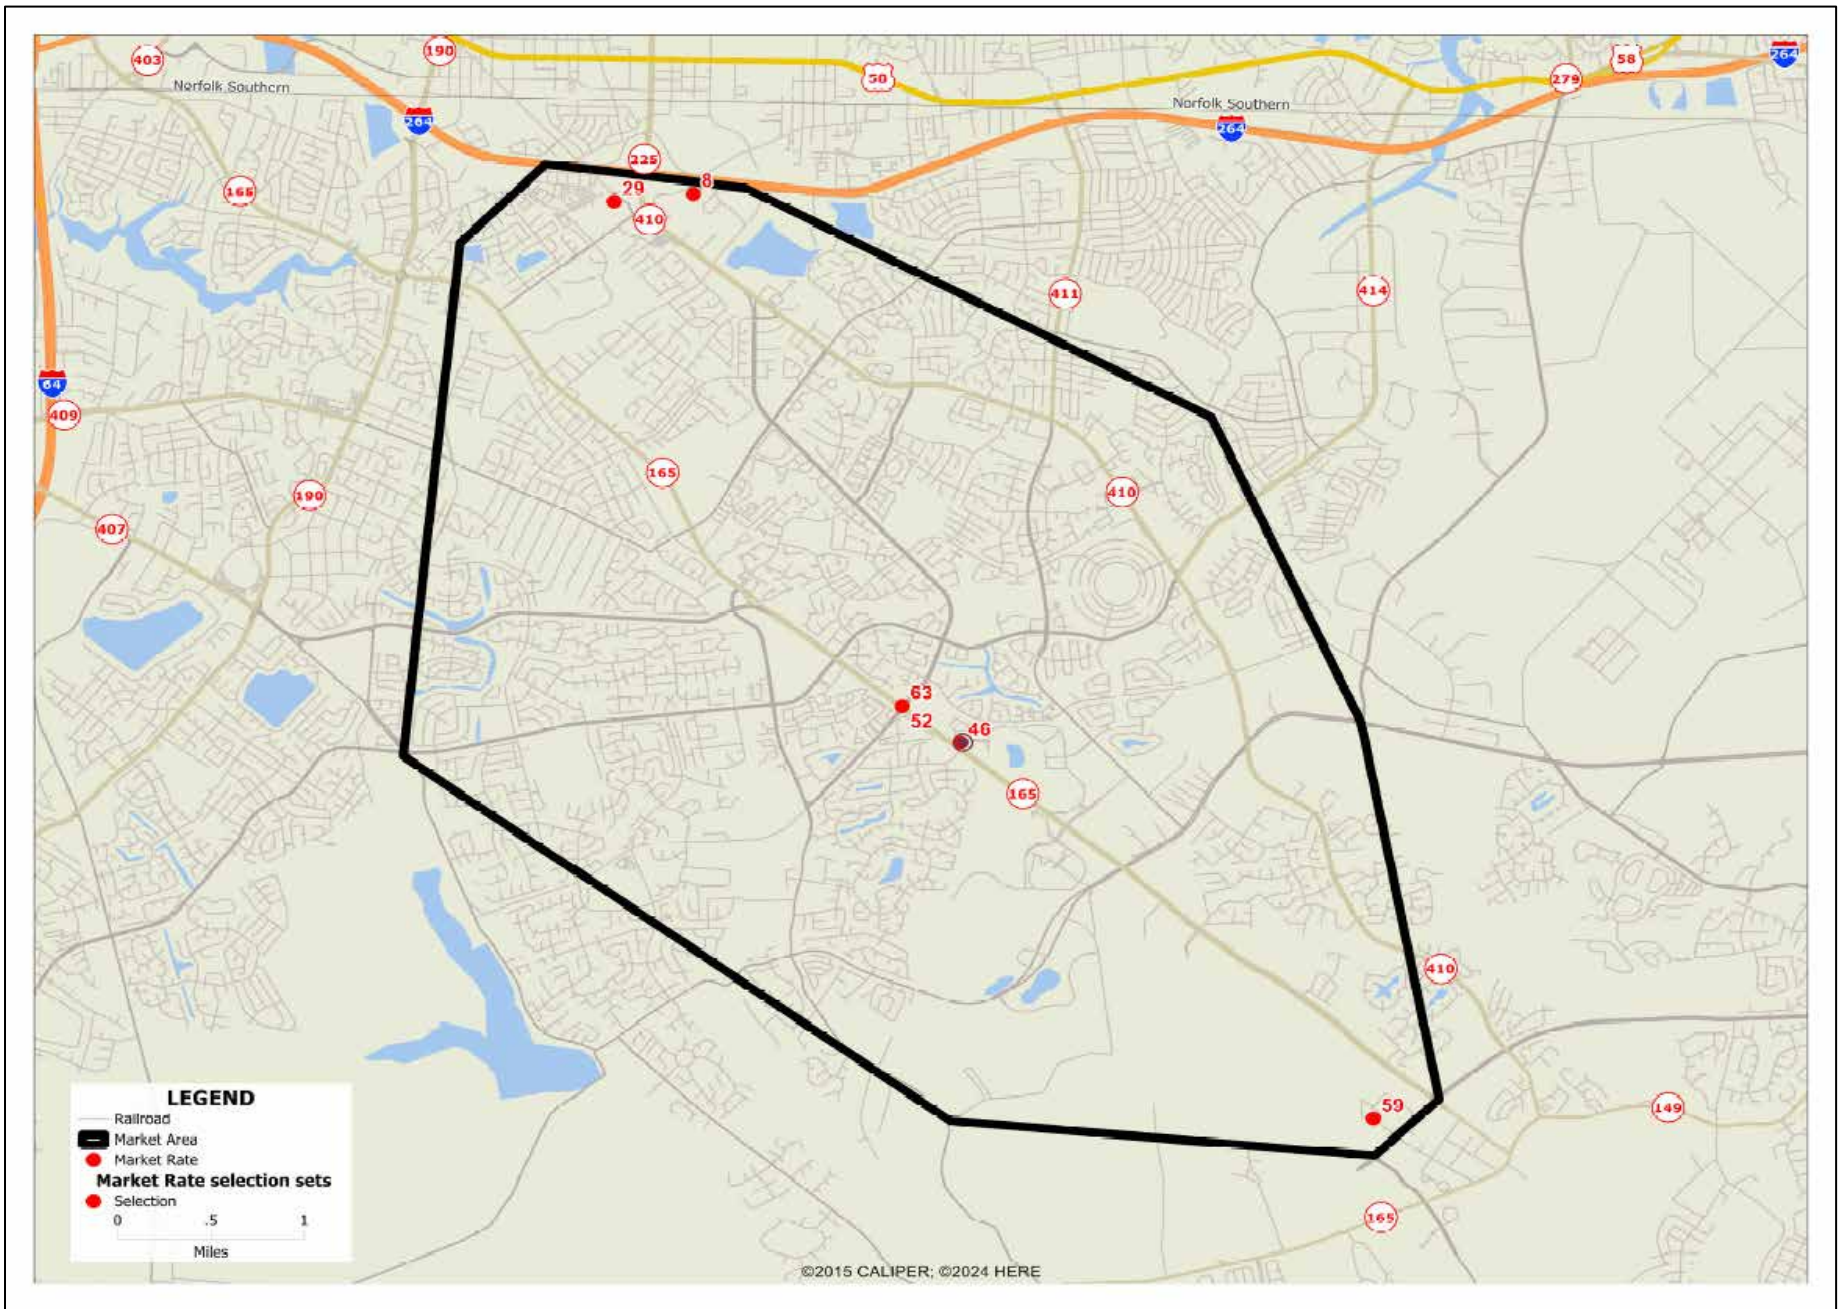 403
190
50
58
264
279
Norfolk Southern
Norfolk Southern
264
264
225
165
29
8
410
411
414
64
409
165
190
410
407
63
52
46
165
410
59
149
165
LEGEND
Railroad
Market Area
Market Rate
Market Rate selection sets
Selection
0 .5 1
Miles
©2015 CALIPER; ©2024 HERE